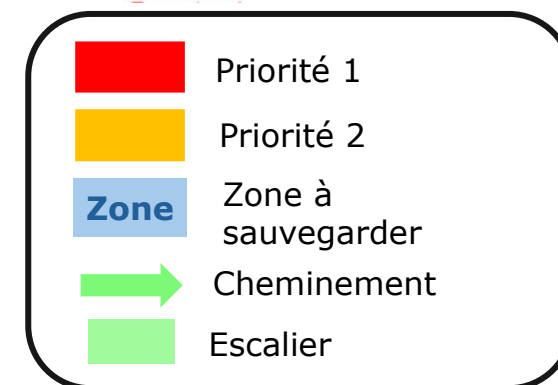 Priorité 1
Priorité 2
Zone
Zone à
sauvegarder
Cheminement
Escalier